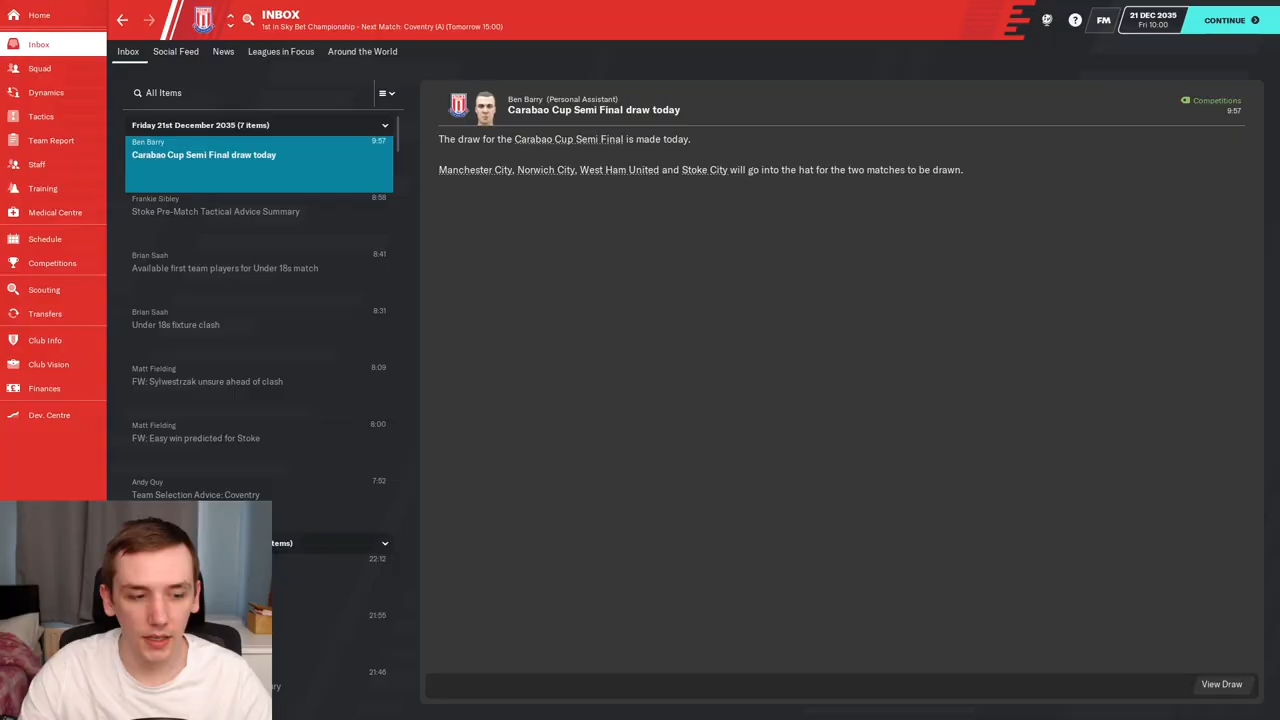 Home
Inbox
Squad
Dynamics
Tactics
Team Report
Staff
Training
Medical Centre
Schedule
Competitions
Scouting
Transfers
Club Info
Club Vision
Finances
Dev. Centre
INBOX
1st in Sky Bet Championship - Next Match: Coventry (A) (Tomorrow 15:00)
FM
21 DEC 2035
Fri 10:00
CONTINUE
Inbox Social Feed News Leagues in Focus Around the World
All Items
Friday 21st December 2035 (7 items)
Ben Barry 9:57
Carabao Cup Semi Final draw today
Frankie Sibley 8:58
Stoke Pre-Match Tactical Advice Summary
Brian Saah 8:41
Available first team players for Under 18s match
Brian Saah 8:31
Under 18s fixture clash
Matt Fielding 8:09
FW: Sylwestrzak unsure ahead of clash
Matt Fielding 8:00
FW: Easy win predicted for Stoke
Andy Quy 7:52
Team Selection Advice: Coventry
tems)
22:12
21:55
21:46
ry
Ben Barry (Personal Assistant)
Carabao Cup Semi Final draw today
Competitions
9:57
The draw for the Carabao Cup Semi Final is made today.
Manchester City, Norwich City, West Ham United and Stoke City will go into the hat for the two matches to be drawn.
View Draw